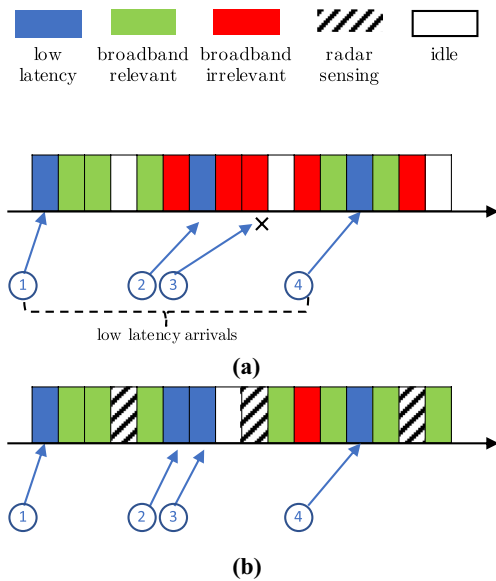 low latency
broadband relevant
broadband irrelevant
radar sensing
idle
×
1
2
3
4
low latency arrivals
(a)
1
2
3
4
(b)